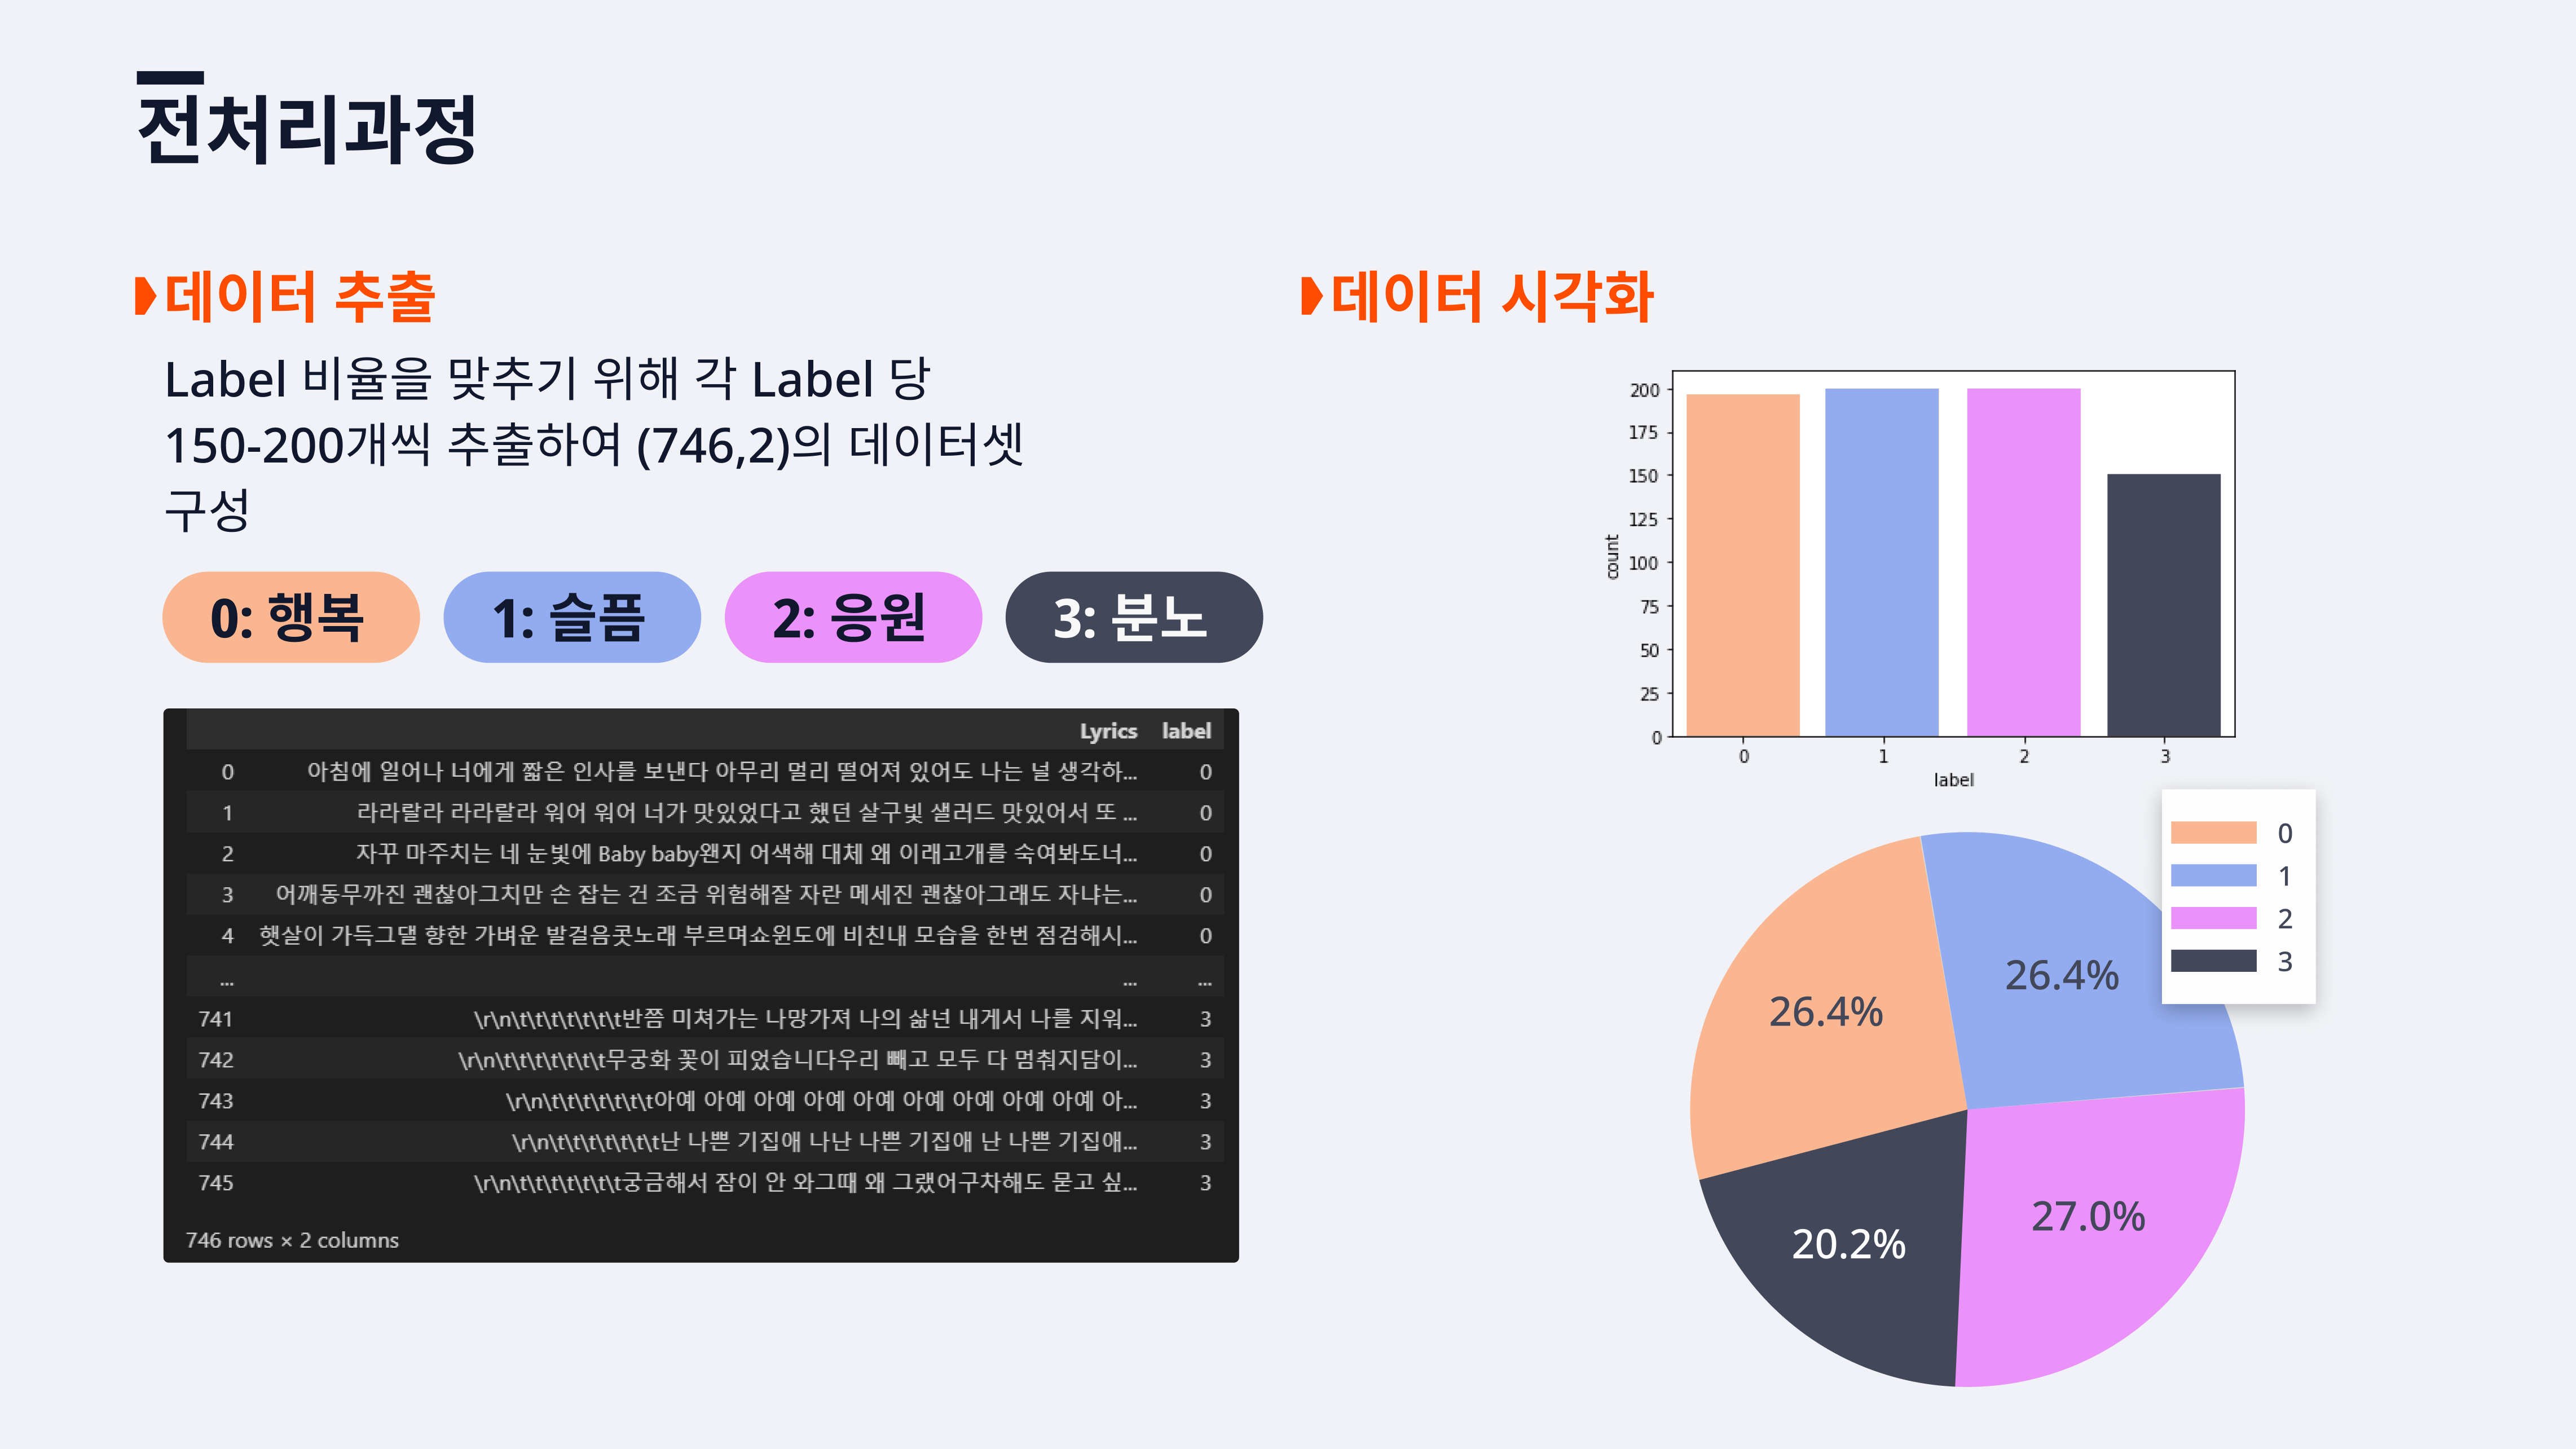 전처리과정
데이터 추출
Label 비율을 맞추기 위해 각 Label 당
150-200개씩 추출하여 (746,2)의 데이터셋
구성
0: 행복
1: 슬픔
2: 응원
3: 분노
Lyrics label
0 아침에 일어나 너에게 짧은 인사를 보낸다 아무리 멀리 떨어져 있어도 나는 널 생각하... 0
1 라라랄라 라라랄라 워어 워어 너가 맛있었다고 했던 살구빛 샐러드 맛있어서 또 ... 0
2 자꾸 마주치는 네 눈빛에 Baby baby왠지 어색해 대체 왜 이래고개를 숙여봐도너... 0
3 어깨동무까진 괜찮아그치만 손 잡는 건 조금 위험해잘 자란 메세진 괜찮아그래도 자냐는... 0
4 햇살이 가득그댈 향한 가벼운 발걸음콧노래 부르며쇼윈도에 비친내 모습을 한번 점검해시... 0
... ... ...
741 \r\n\t\t\t\t\t\t\t반쯤 미쳐가는 나망가져 나의 삶넌 내게서 나를 지워... 3
742 \r\n\t\t\t\t\t\t\t무궁화 꽃이 피었습니다우리 빼고 모두 다 멈춰지담이... 3
743 \r\n\t\t\t\t\t\t\t아예 아예 아예 아예 아예 아예 아예 아예 아예 아... 3
744 \r\n\t\t\t\t\t\t\t난 나쁜 기집애 나난 나쁜 기집애 난 나쁜 기집애... 3
745 \r\n\t\t\t\t\t\t\t궁금해서 잠이 안 와그때 왜 그랬어구차해도 묻고 싶... 3
746 rows × 2 columns
데이터 시각화
200
175
150
125
100
75
50
25
0
count
0 1 2 3
label
0
1
2
3
26.4%
26.4%
27.0%
20.2%